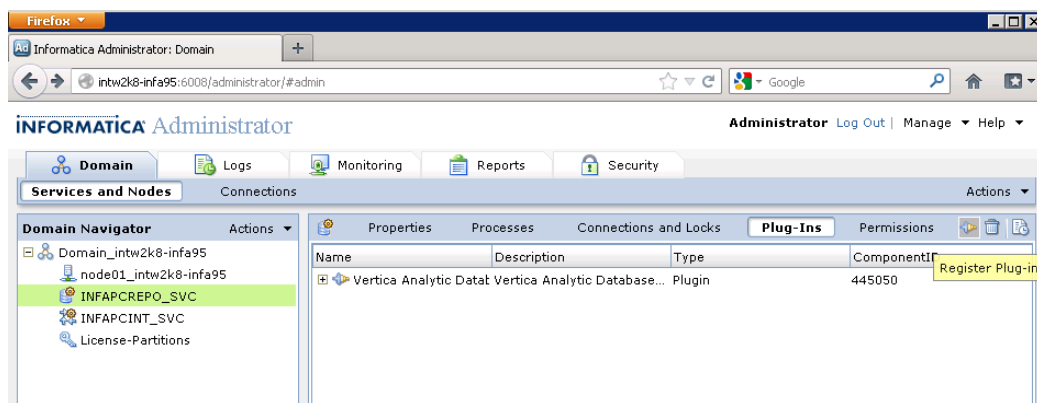 Firefox
Informatica Administrator: Domain
intw2k8-infa95:6008/administrator/#admin
Google
INFORMATICA Administrator
Administrator Log Out | Manage Help
Domain Logs Monitoring Reports Security
Services and Nodes Connections Actions
Domain Navigator Actions
Properties Processes Connections and Locks Plug-Ins Permissions
Domain_intw2k8-infa95
node01_intw2k8-infa95
INFAPCREPO_SVC
INFAPCINT_SVC
License-Partitions
Name Description Type ComponentID
Register Plug-in
Vertica Analytic Datab Vertica Analytic Database... Plugin 445050